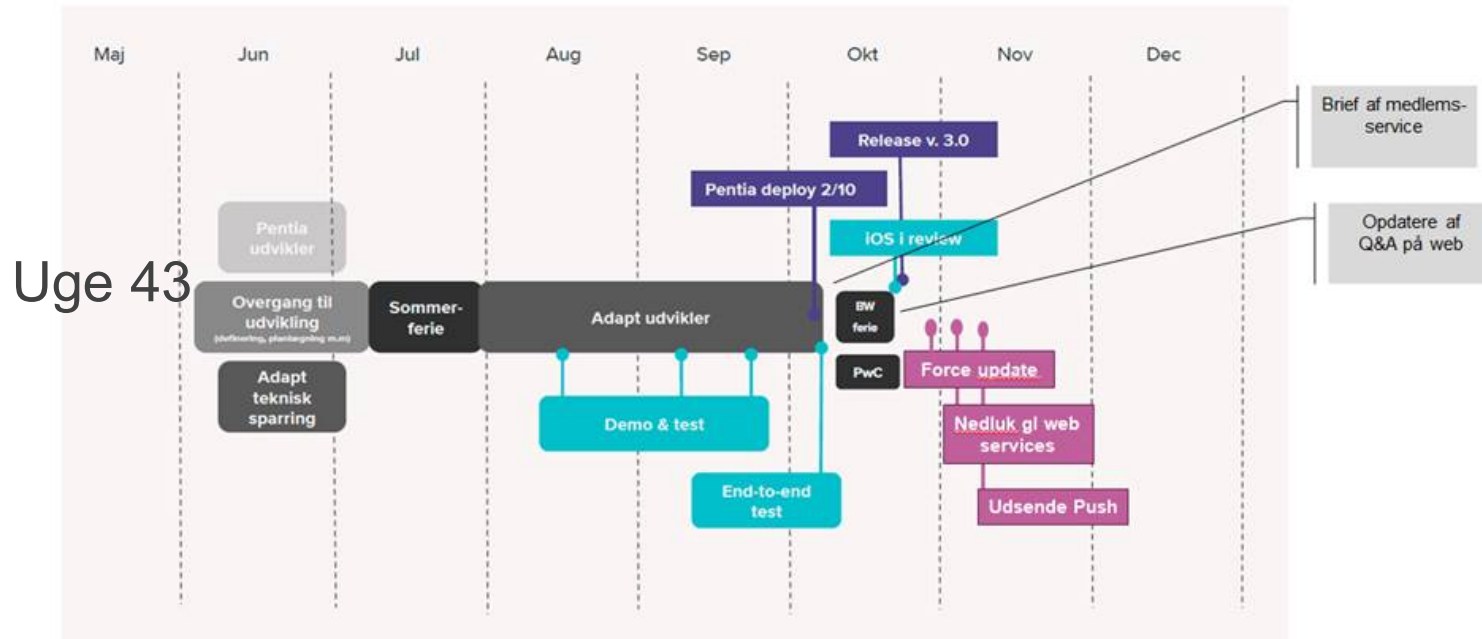 Maj Jun Jul Aug Sep Okt Nov Dec
Brief af medlems-
service
Release v. 3.0
Pentia deploy 2/10
Opdatere af
Q&A på web
Pentia
udvikler
iOS i review
Uge 43
Overgang til
udvikling
(definering, planlægning m.m)
Sommer-
ferie
Adapt udvikler
BW
ferie
Adapt
teknisk
sparring
PwC
Force update
Demo & test
Nedluk gl web
services
End-to-end
test
Udsende Push